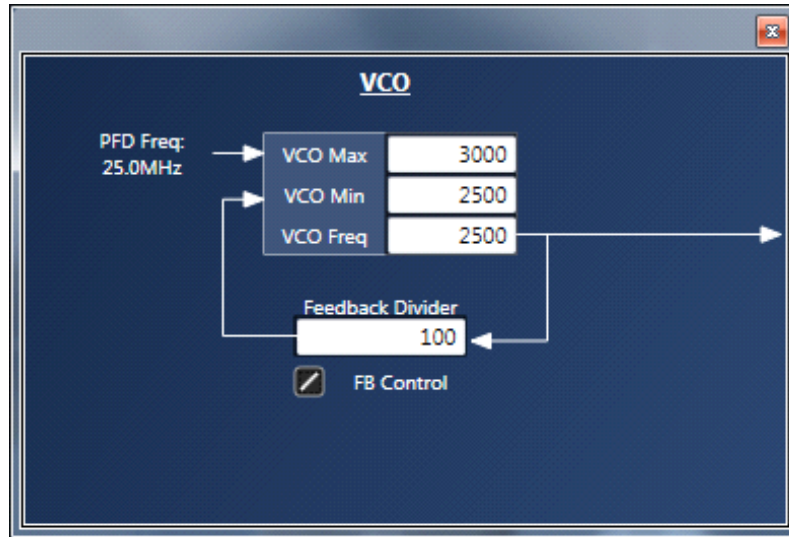 VCO
PFD Freq:
25.0MHz
VCO Max 3000
VCO Min 2500
VCO Freq 2500
Feedback Divider
100
FB Control